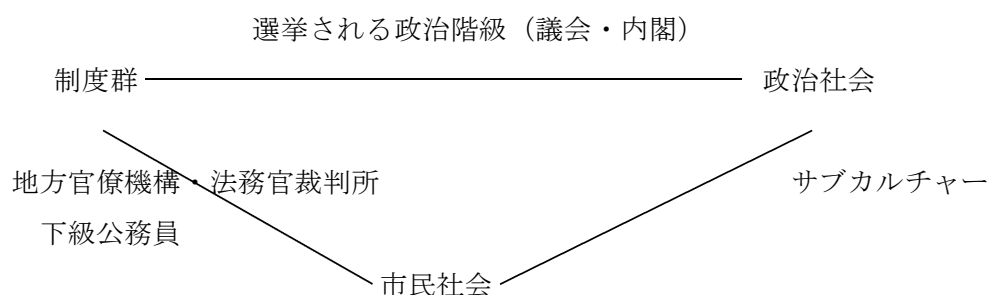 選挙される政治階級（議会・内閣）
制度群
政治社会
地方官僚機構・法務官裁判所
サブカルチャー
下級公務員
市民社会